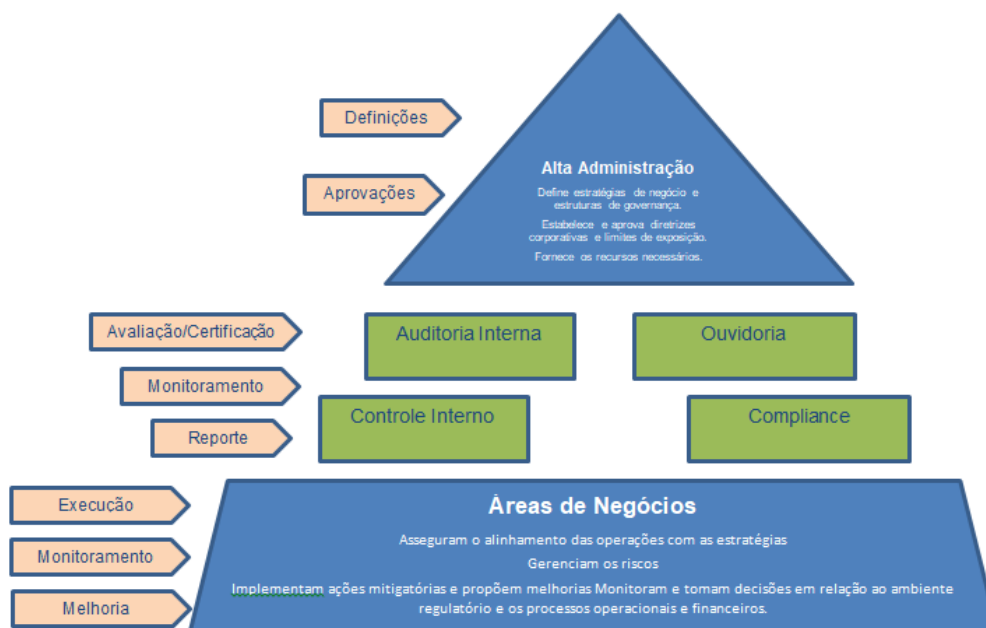 Definições
Aprovações
Alta Administração
Define estratégias de negócio e
estruturas de governança.
Estabelece e aprova diretrizes
corporativas e limites de exposição.
Fornece os recursos necessários.
Avaliação/Certificação
Monitoramento
Reporte
Auditoria Interna
Ouvidoria
Controle Interno
Compliance
Execução
Monitoramento
Melhoria
Áreas de Negócios
Asseguram o alinhamento das operações com as estratégias
Gerenciam os riscos
Implementam ações mitigatórias e propõem melhorias Monitoram e tomam decisões em relação ao ambiente
regulatório e os processos operacionais e financeiros.